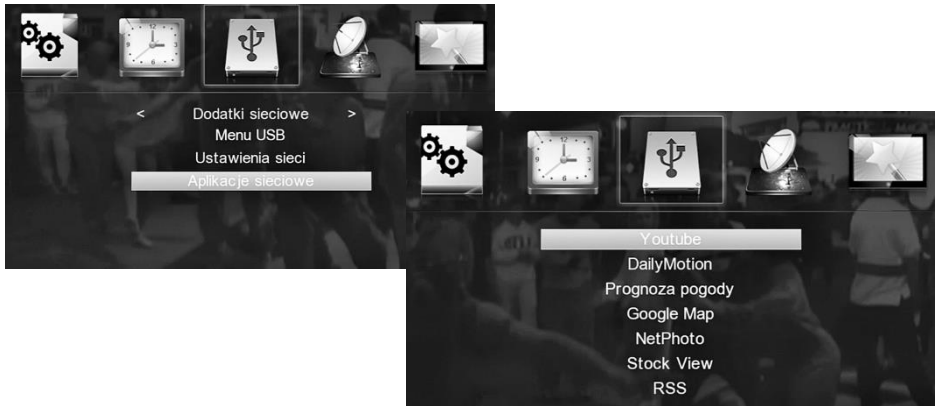 < Dodatki sieciowe >
Menu USB
Ustawienia sieci
Aplikacje sieciowe
Youtube
DailyMotion
Prognoza pogody
Google Map
NetPhoto
Stock View
RSS